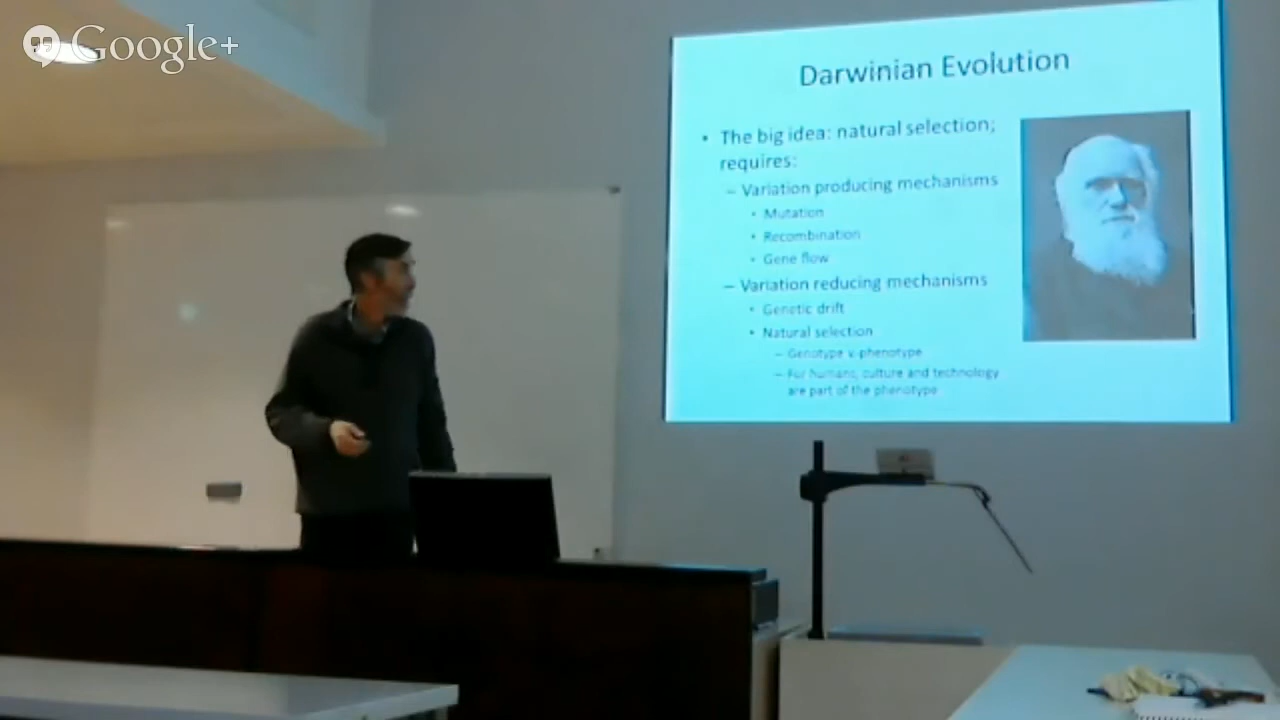 Google+
Darwinian Evolution
• The big idea: natural selection;
requires:
– Variation producing mechanisms
• Mutation
• Recombination
• Gene flow
– Variation reducing mechanisms
• Genetic drift
• Natural selection
– Genotype v phenotype
– For humans, culture and technology
are part of the phenotype